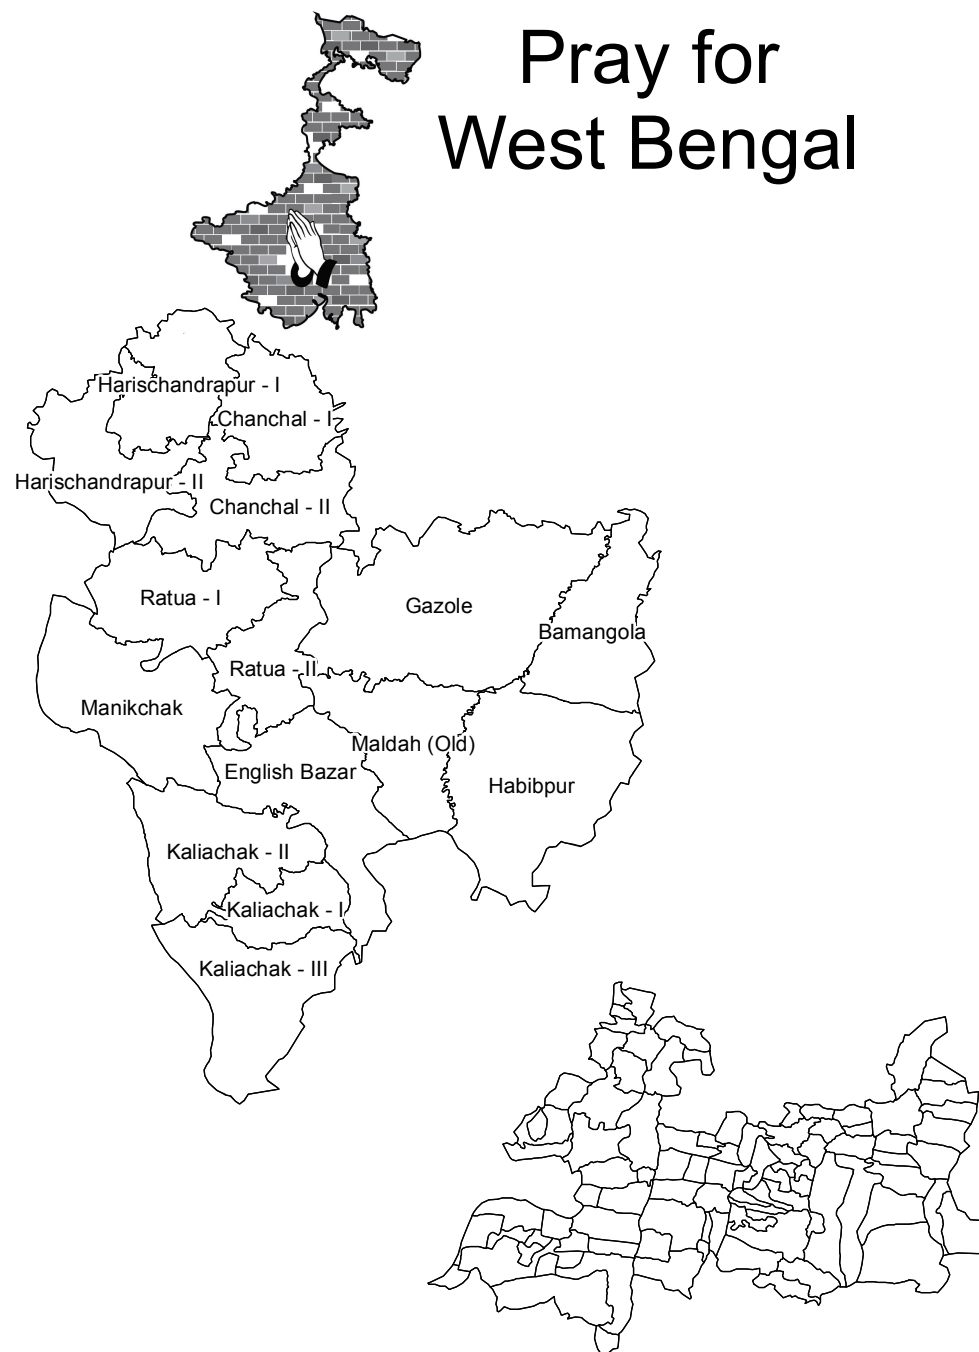 Pray for
West Bengal
Harischandrapur - I
Chanchal - I
Harischandrapur - II
Chanchal - II
Ratua - I
Gazole
Bamangola
Ratua - II
Manikchak
Maldah (Old)
English Bazar
Habibpur
Kaliachak - II
Kaliachak - I
Kaliachak - III